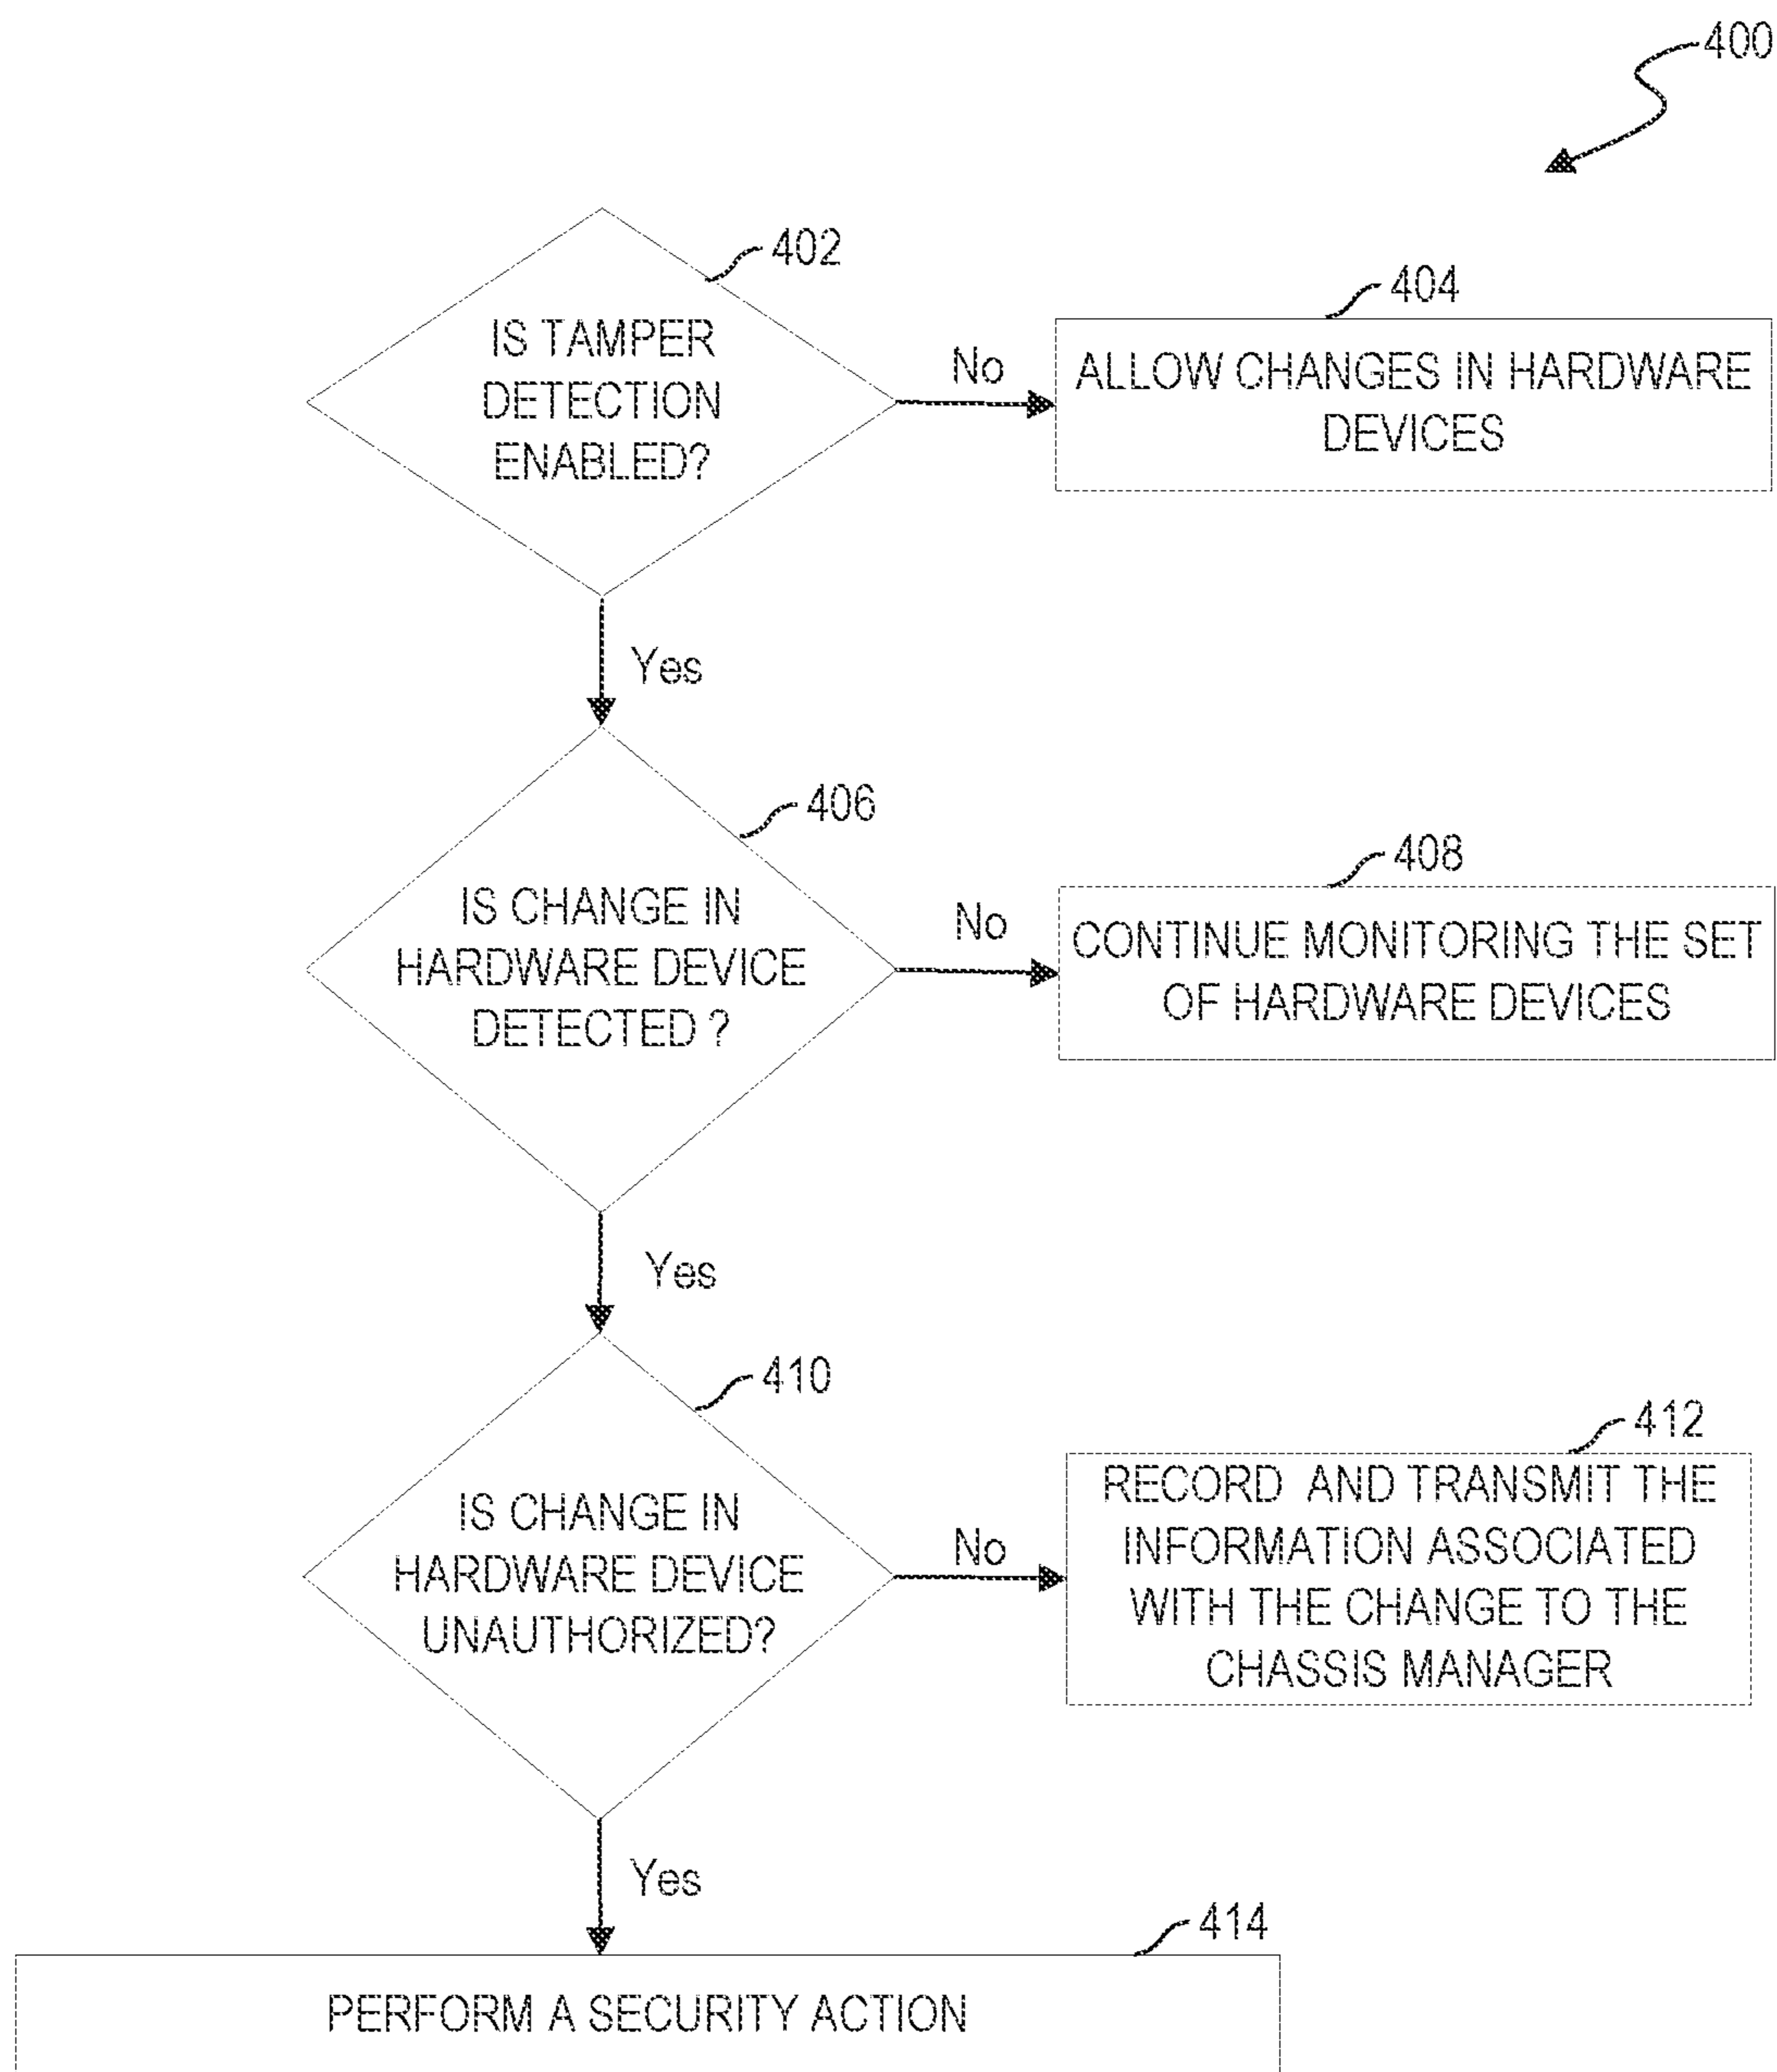 400
402
IS TAMPER
DETECTION
ENABLED?
No
404
ALLOW CHANGES IN HARDWARE
DEVICES
Yes
406
IS CHANGE IN
HARDWARE DEVICE
DETECTED ?
No
408
CONTINUE MONITORING THE SET
OF HARDWARE DEVICES
Yes
410
IS CHANGE IN
HARDWARE DEVICE
UNAUTHORIZED?
No
412
RECORD AND TRANSMIT THE
INFORMATION ASSOCIATED
WITH THE CHANGE TO THE
CHASSIS MANAGER
Yes
414
PERFORM A SECURITY ACTION